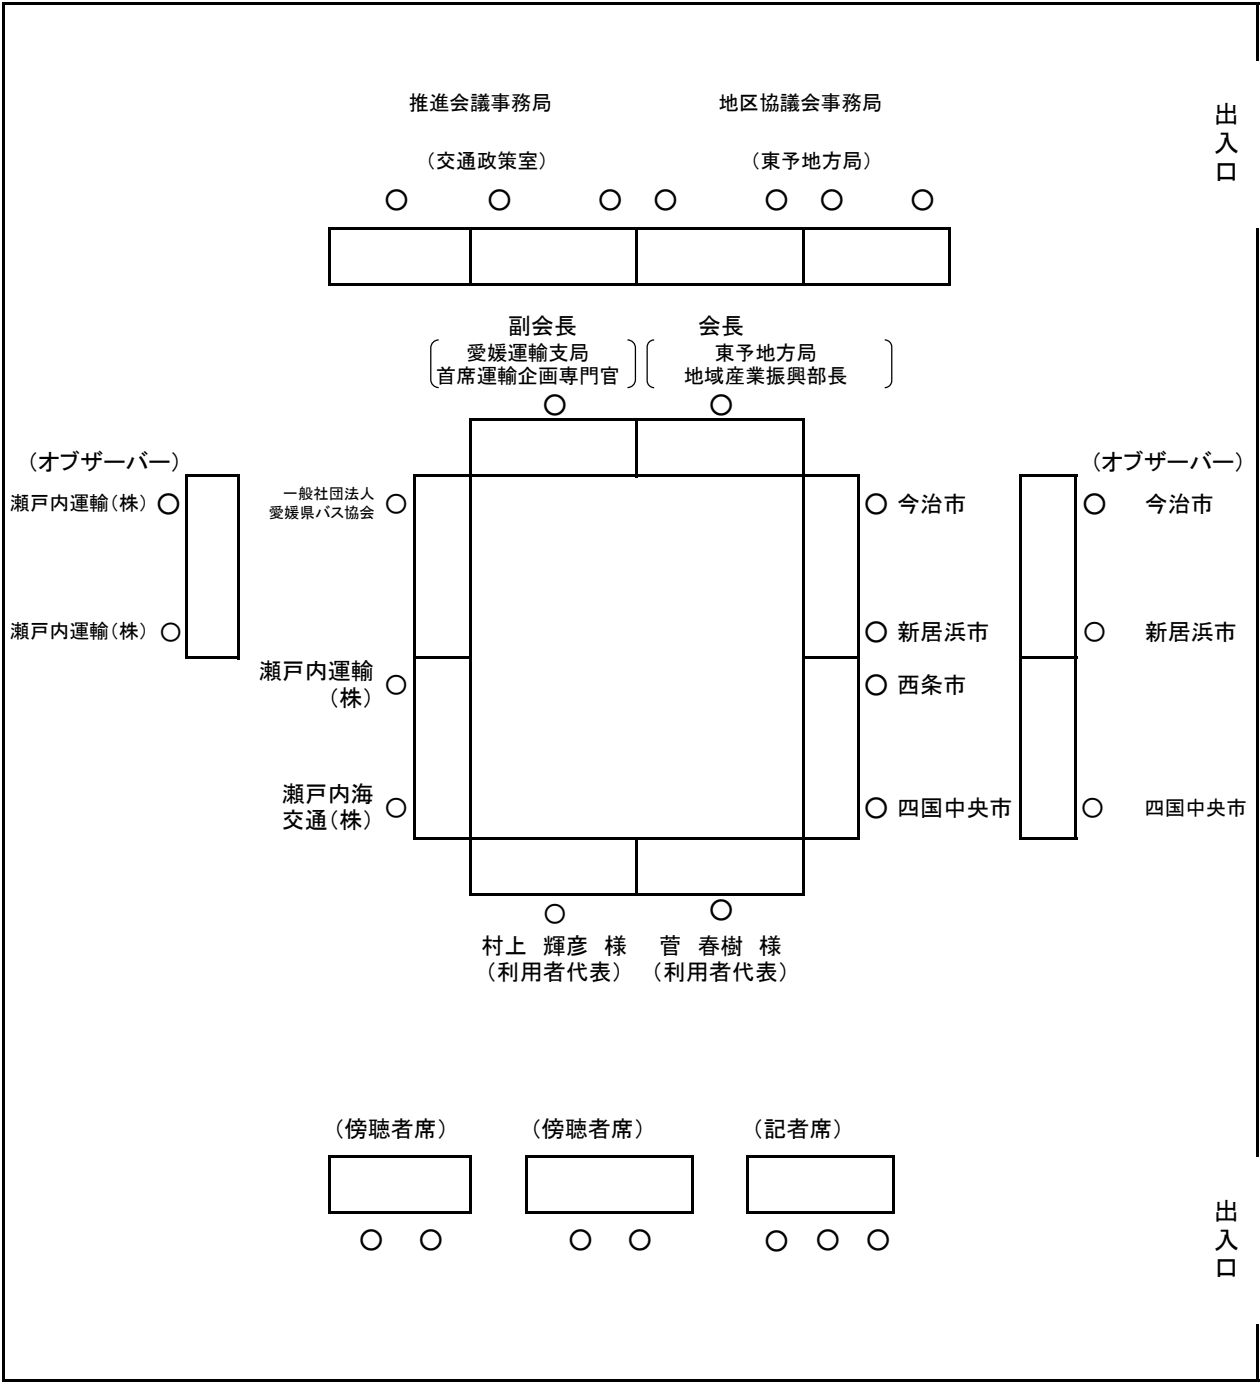 推進会議事務局
地区協議会事務局
(交通政策室)
(東予地方局)
出入口
副会長
愛媛運輸支局
首席運輸企画専門官
会長
東予地方局
地域産業振興部長
(オブザーバー)
瀬戸内運輸(株)
瀬戸内運輸(株)
一般社団法人
愛媛県バス協会
瀬戸内運輸
(株)
瀬戸内海
交通(株)
今治市
新居浜市
西条市
四国中央市
(オブザーバー)
今治市
新居浜市
四国中央市
村上 輝彦 様
(利用者代表)
菅 春樹 様
(利用者代表)
(傍聴者席)
(傍聴者席)
(記者席)
出入口